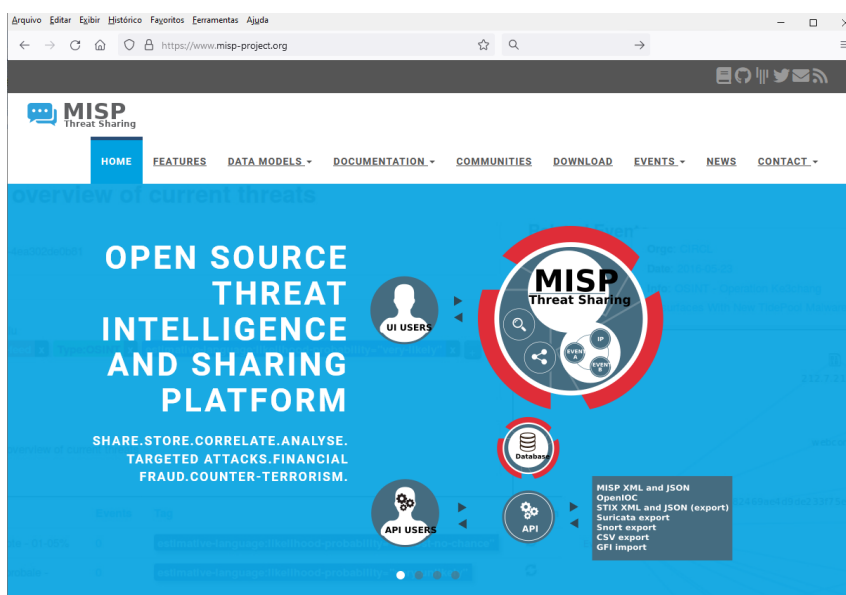 Arquivo Editar Exibir Histórico Favoritos Ferramentas Ajuda
https://www.misp-project.org
MISP
Threat Sharing
HOME FEATURES DATA MODELS DOCUMENTATION COMMUNITIES DOWNLOAD EVENTS NEWS CONTACT
overview of current threats
OPEN SOURCE
THREAT
INTELLIGENCE
AND SHARING
PLATFORM
SHARE.STORE.CORRELATE.ANALYSE.
TARGETED ATTACKS.FINANCIAL
FRAUD.COUNTER-TERRORISM.
UI USERS
MISP
Threat Sharing
IP
EVENT
A
EVENT
B
Database
API USERS
API
MISP XML and JSON
OpenIOC
STIX XML and JSON (export)
Suricata export
Snort export
CSV export
GFI import
Events Tag